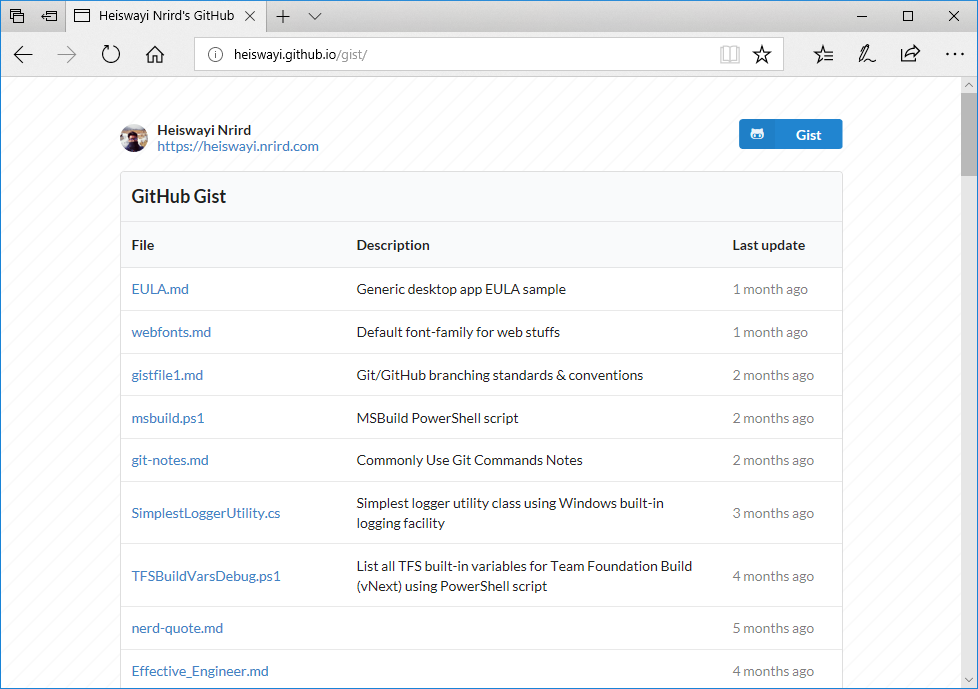 Heiswayi Nrird's GitHub
heiswayi.github.io/gist/
Heiswayi Nrird
https://heiswayi.nrird.com
Gist
GitHub Gist
File Description Last update
EULA.md Generic desktop app EULA sample 1 month ago
webfonts.md Default font-family for web stuffs 1 month ago
gistfile1.md Git/GitHub branching standards & conventions 2 months ago
msbuild.ps1 MSBuild PowerShell script 2 months ago
git-notes.md Commonly Use Git Commands Notes 2 months ago
SimplestLoggerUtility.cs Simplest logger utility class using Windows built-in
logging facility 3 months ago
TFSBuildVarsDebug.ps1 List all TFS built-in variables for Team Foundation Build
(vNext) using PowerShell script 4 months ago
nerd-quote.md 5 months ago
Effective_Engineer.md 4 months ago